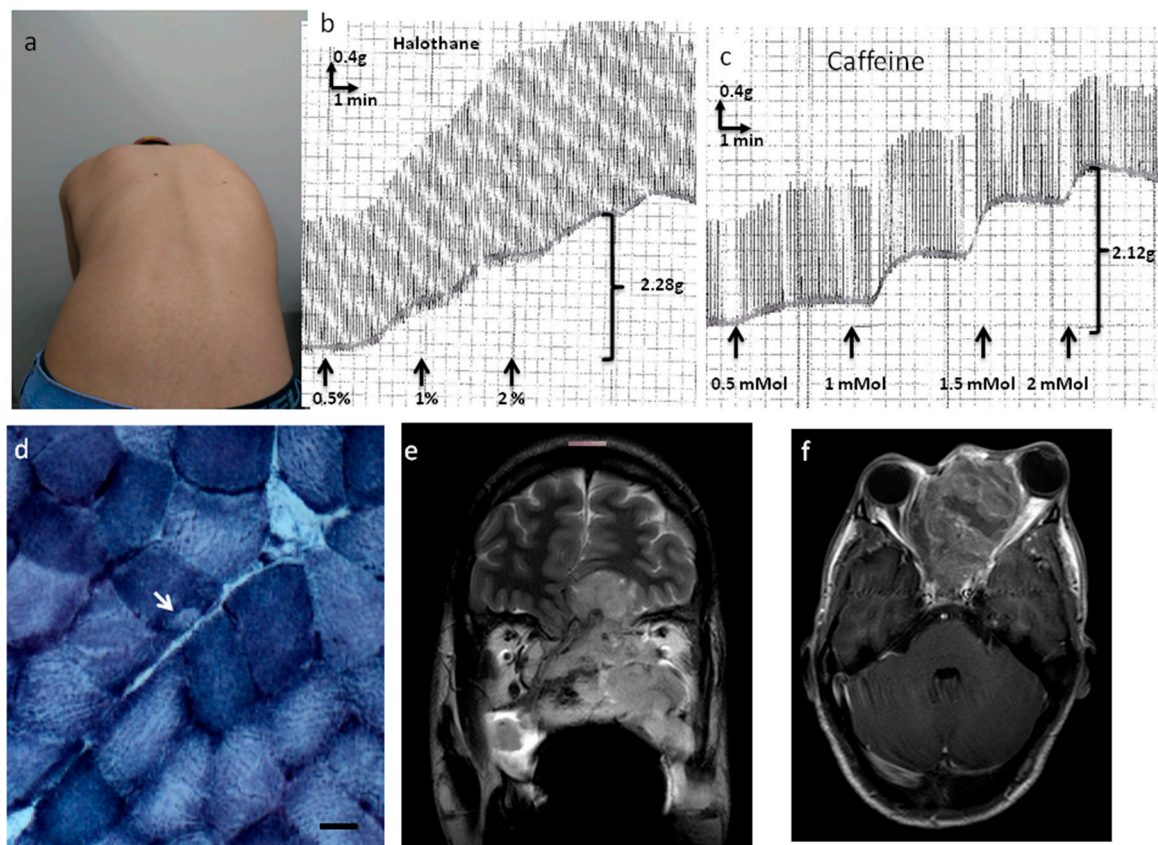 a
b
Halothane
0.4g
1 min
2.28g
0.5%
1%
2 %
c
Caffeine
0.4g
1 min
2.12g
0.5 mMol
1 mMol
1.5 mMol
2 mMol
d
e
f